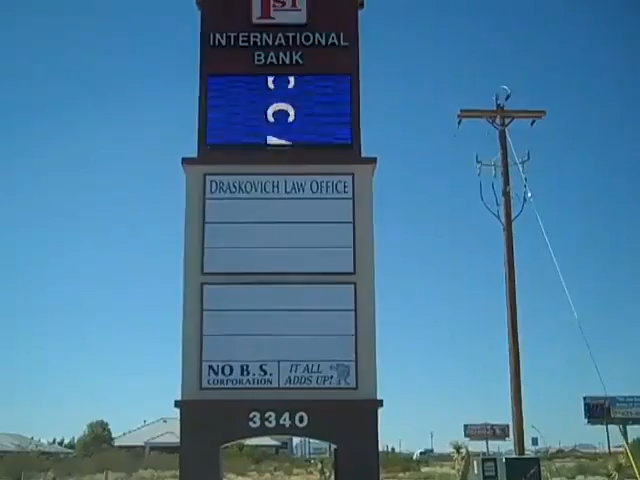 1ST
INTERNATIONAL
BANK
C
DRASKOVICH LAW OFFICE
NO B.S.
CORPORATION
IT ALL
ADDS UP!
3340